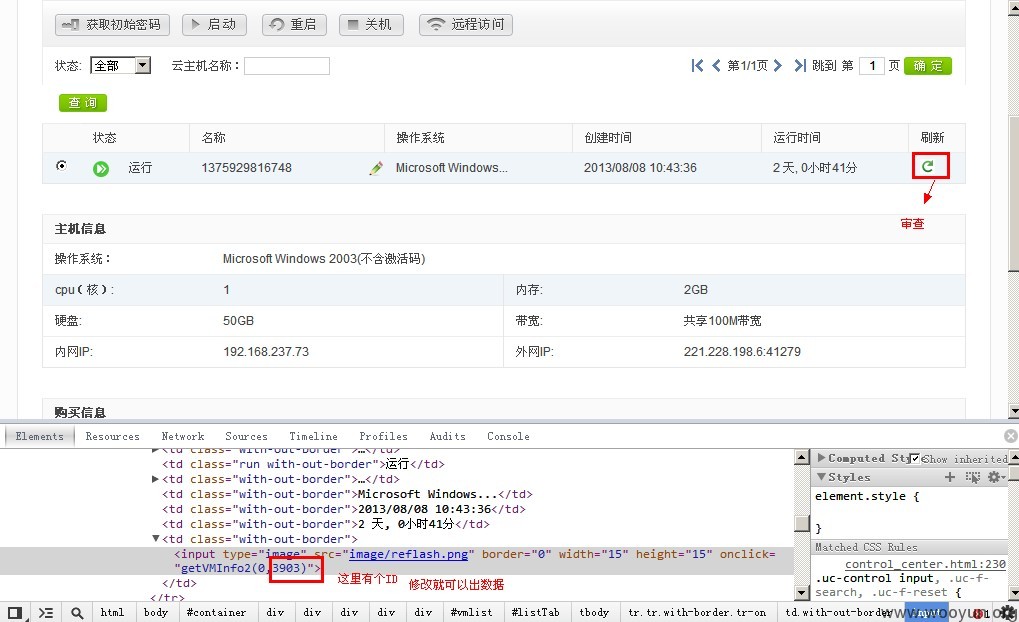 获取初始密码 启动 重启 关机 远程访问
状态: 全部 云主机名称： 第1/1页 跳到 第 1 页 确 定
查 询
状态 名称 操作系统 创建时间 运行时间 刷新
运行 1375929816748 Microsoft Windows... 2013/08/08 10:43:36 2 天, 0小时41分
审查
主机信息
操作系统： Microsoft Windows 2003(不含激活码)
cpu（核）: 1 内存: 2GB
硬盘: 50GB 带宽: 共享100M带宽
内网IP: 192.168.237.73 外网IP: 221.228.198.6:41279
购买信息
Elements Resources Network Sources Timeline Profiles Audits Console
<td class="with-out-border">…</td>
<td class="run with-out-border">运行</td>
<td class="with-out-border">…</td>
<td class="with-out-border">Microsoft Windows...</td>
<td class="with-out-border">2013/08/08 10:43:36</td>
<td class="with-out-border">2 天, 0小时41分</td>
<td class="with-out-border">
<input type="image" src="image/reflash.png" border="0" width="15" height="15" onclick=
"getVMInfo2(0,3903)">
</td>
</tr>
这里有个ID 修改就可以出数据
Computed Sty Show inherited
Styles
element.style {
}
Matched CSS Rules
control_center.html:230
.uc-control input, .uc-f-
search, .uc-f-reset {
html body #container div div div div div #vmlist #listTab tbody tr.tr.with-border.tr-on td.with-out-border
www.wooyun.org